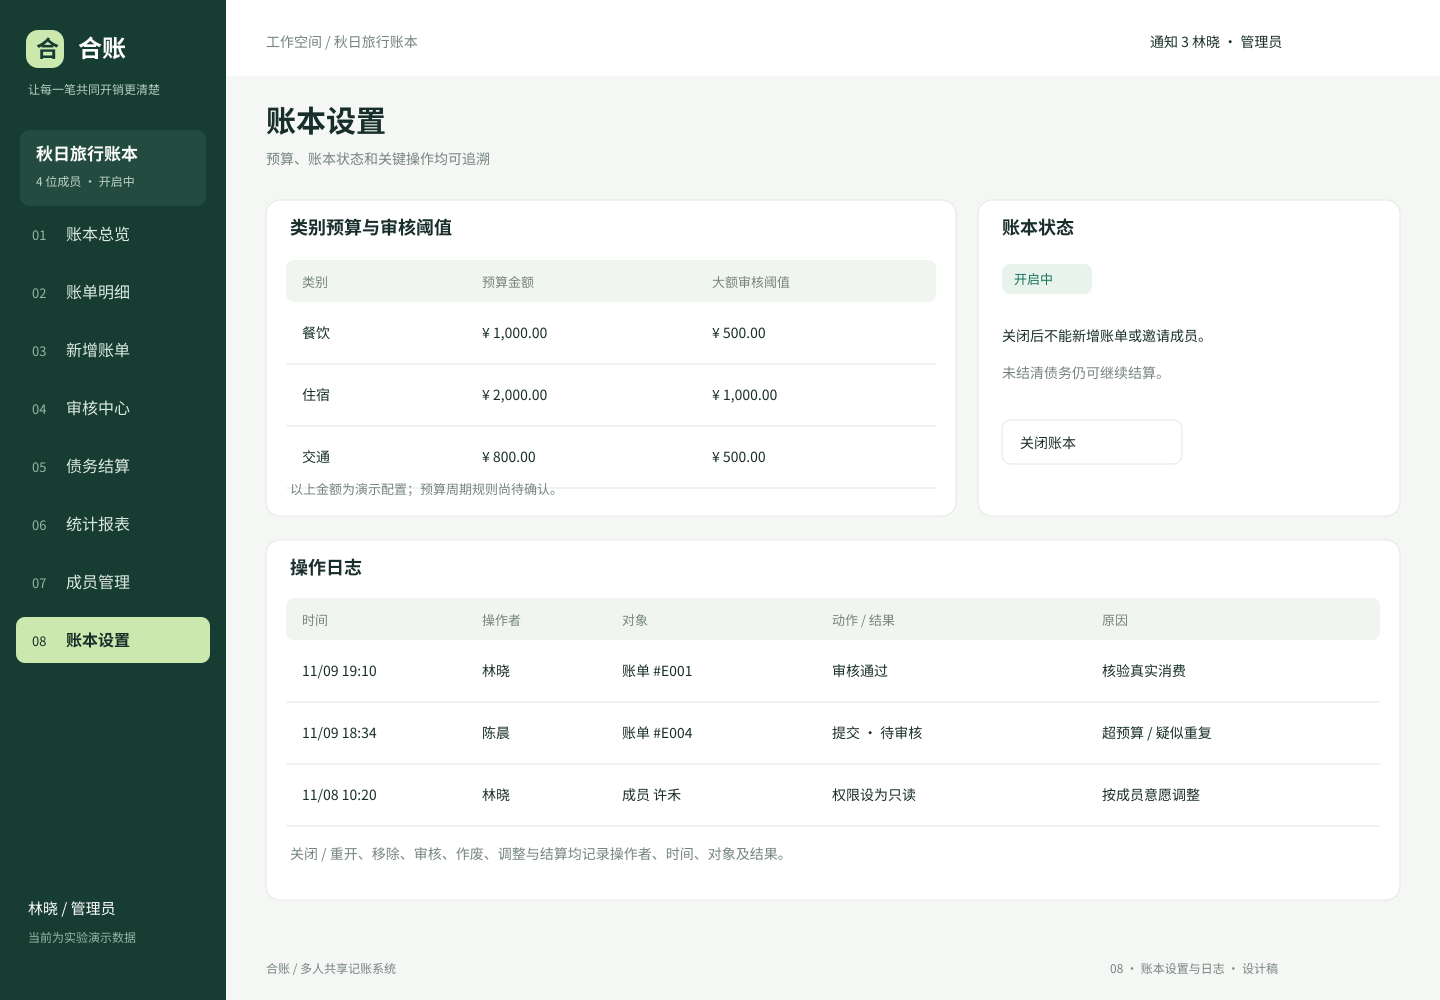 合 合账
让每一笔共同开销更清楚
秋日旅行账本
4 位成员 · 开启中
01 账本总览
02 账单明细
03 新增账单
04 审核中心
05 债务结算
06 统计报表
07 成员管理
08 账本设置
林晓 / 管理员
当前为实验演示数据
工作空间 / 秋日旅行账本
通知 3 林晓 · 管理员
账本设置
预算、账本状态和关键操作均可追溯
类别预算与审核阈值
类别 预算金额 大额审核阈值
餐饮 ¥ 1,000.00 ¥ 500.00
住宿 ¥ 2,000.00 ¥ 1,000.00
交通 ¥ 800.00 ¥ 500.00
以上金额为演示配置；预算周期规则尚待确认。
账本状态
开启中
关闭后不能新增账单或邀请成员。
未结清债务仍可继续结算。
关闭账本
操作日志
时间 操作者 对象 动作 / 结果 原因
11/09 19:10 林晓 账单 #E001 审核通过 核验真实消费
11/09 18:34 陈晨 账单 #E004 提交 · 待审核 超预算 / 疑似重复
11/08 10:20 林晓 成员 许禾 权限设为只读 按成员意愿调整
关闭 / 重开、移除、审核、作废、调整与结算均记录操作者、时间、对象及结果。
合账 / 多人共享记账系统
08 · 账本设置与日志 · 设计稿